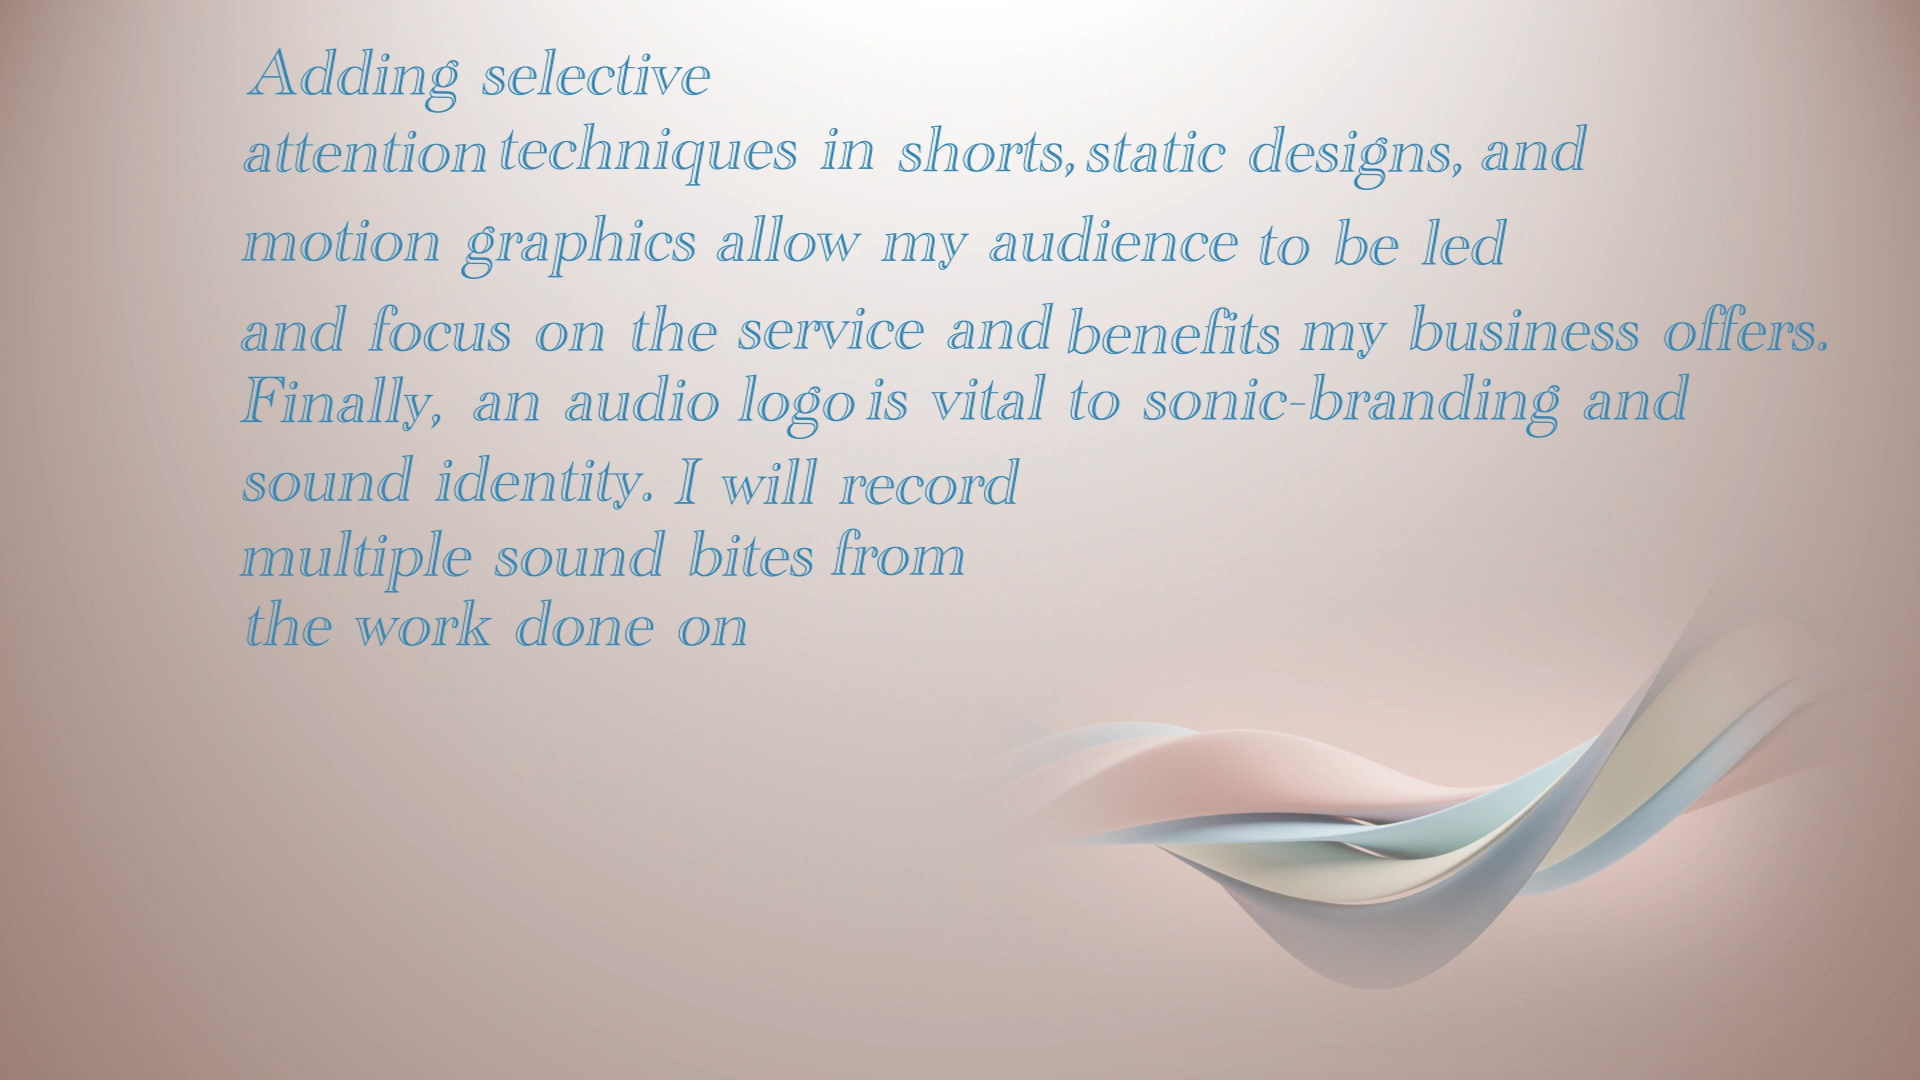 Adding selective
attention techniques in shorts, static designs, and
motion graphics allow my audience to be led
and focus on the service and benefits my business offers.
Finally, an audio logo is vital to sonic-branding and
sound identity. I will record
multiple sound bites from
the work done on